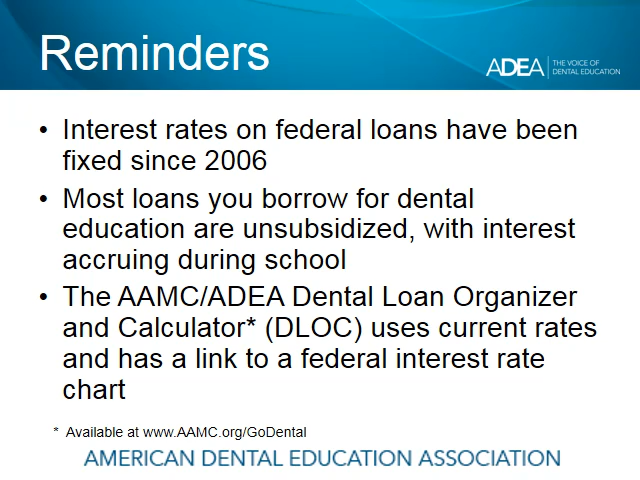 Reminders
ADEA THE VOICE OF
DENTAL EDUCATION
• Interest rates on federal loans have been
fixed since 2006
• Most loans you borrow for dental
education are unsubsidized, with interest
accruing during school
• The AAMC/ADEA Dental Loan Organizer
and Calculator* (DLOC) uses current rates
and has a link to a federal interest rate
chart
* Available at www.AAMC.org/GoDental
AMERICAN DENTAL EDUCATION ASSOCIATION